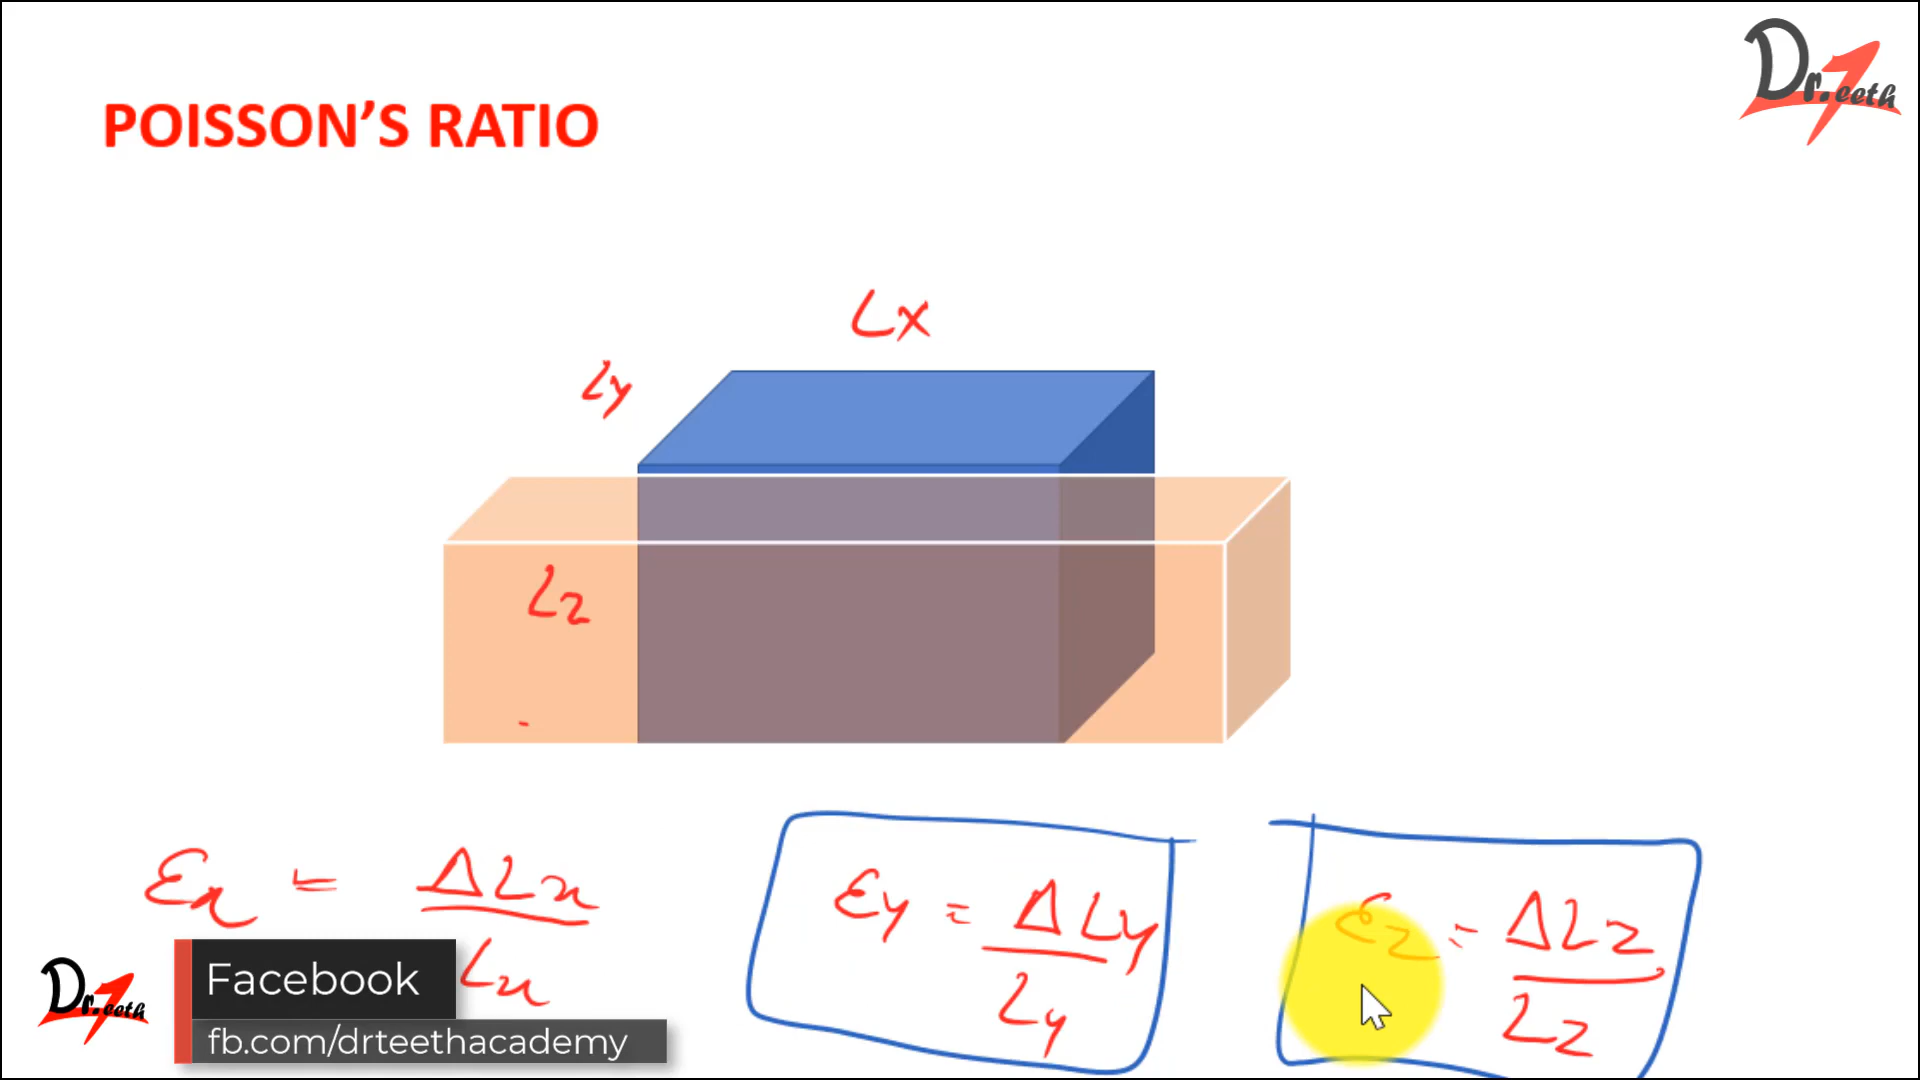 Dr.Teeth
POISSON'S RATIO
Lx
Ly
Lz
εx = ΔLx / Lx
εy = ΔLy / Ly
εz = ΔLz / Lz
Dr.Teeth
Facebook
fb.com/drteethacademy